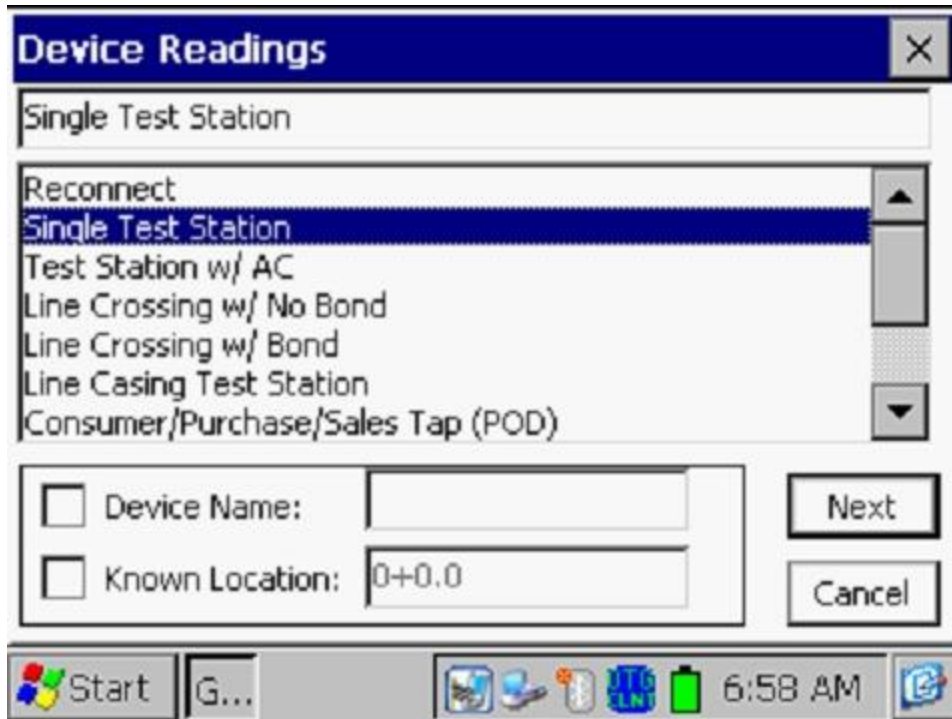 Device Readings
Single Test Station
Reconnect
Single Test Station
Test Station w/ AC
Line Crossing w/ No Bond
Line Crossing w/ Bond
Line Casing Test Station
Consumer/Purchase/Sales Tap (POD)
Device Name:
Next
Known Location: 0+0.0
Cancel
Start G... UTG CLNT 6:58 AM